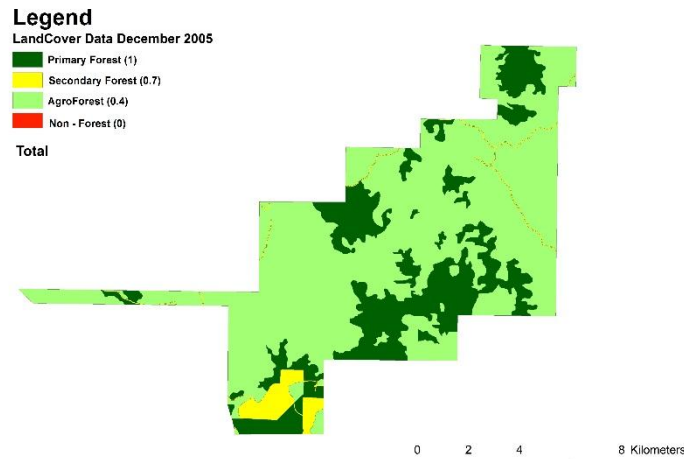 Legend
LandCover Data December 2005
Primary Forest (1)
Secondary Forest (0.7)
AgroForest (0.4)
Non - Forest (0)
Total
0 2 4 8 Kilometers